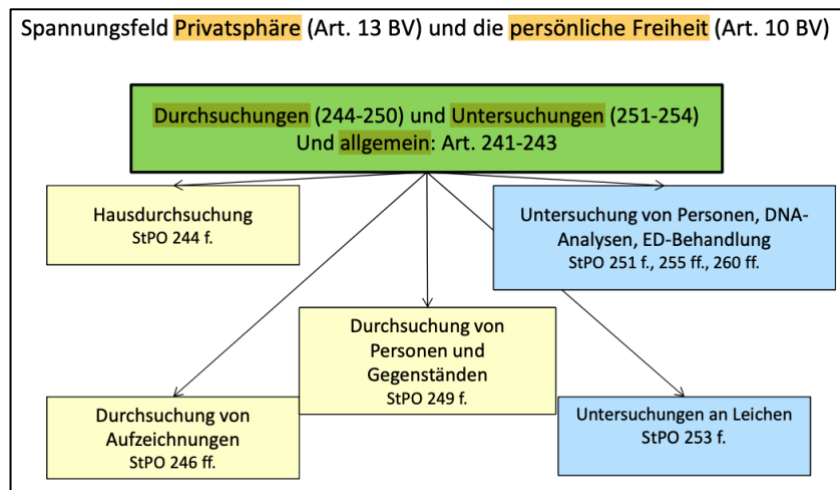 Spannungsfeld Privatsphäre (Art. 13 BV) und die persönliche Freiheit (Art. 10 BV)
Durchsuchungen (244-250) und Untersuchungen (251-254)
Und allgemein: Art. 241-243
Hausdurchsuchung
StPO 244 f.
Untersuchung von Personen, DNA-
Analysen, ED-Behandlung
StPO 251 f., 255 ff., 260 ff.
Durchsuchung von
Personen und
Gegenständen
StPO 249 f.
Durchsuchung von
Aufzeichnungen
StPO 246 ff.
Untersuchungen an Leichen
StPO 253 f.